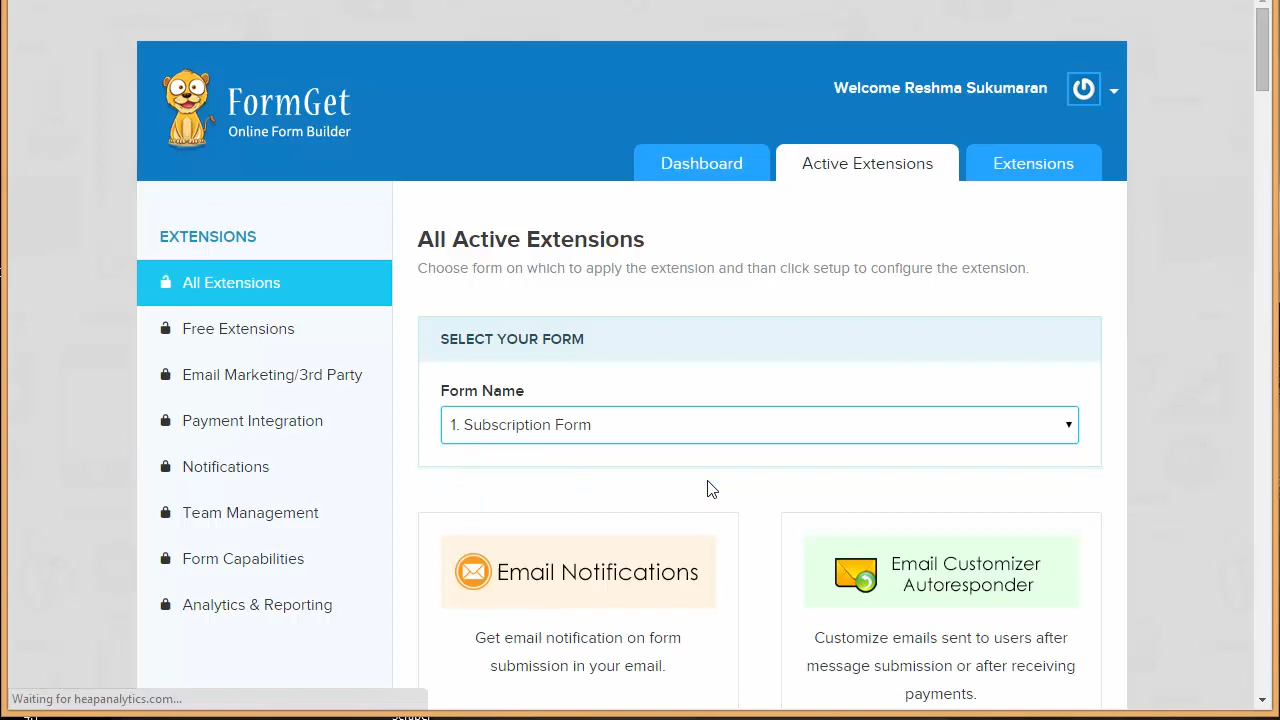 FormGet
Online Form Builder
Welcome Reshma Sukumaran
Dashboard
Active Extensions
Extensions
EXTENSIONS
All Extensions
Free Extensions
Email Marketing/3rd Party
Payment Integration
Notifications
Team Management
Form Capabilities
Analytics & Reporting
All Active Extensions
Choose form on which to apply the extension and than click setup to configure the extension.
SELECT YOUR FORM
Form Name
1. Subscription Form
Email Notifications
Get email notification on form
submission in your email.
Email Customizer
Autoresponder
Customize emails sent to users after
message submission or after receiving
payments.
Waiting for heapanalytics.com...